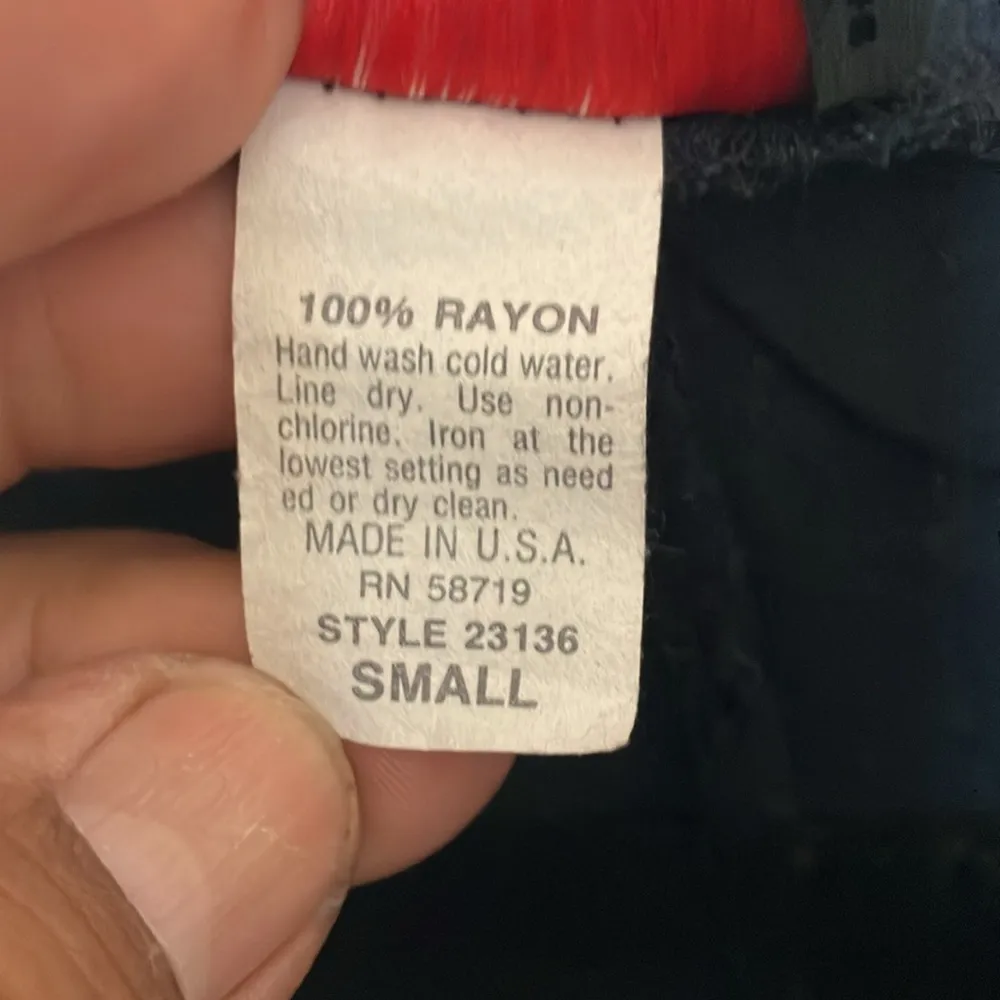 100% RAYON
Hand wash cold water.
Line dry. Use non-
chlorine. Iron at the
lowest setting as need
ed or dry clean.
MADE IN U.S.A.
RN 58719
STYLE 23136
SMALL